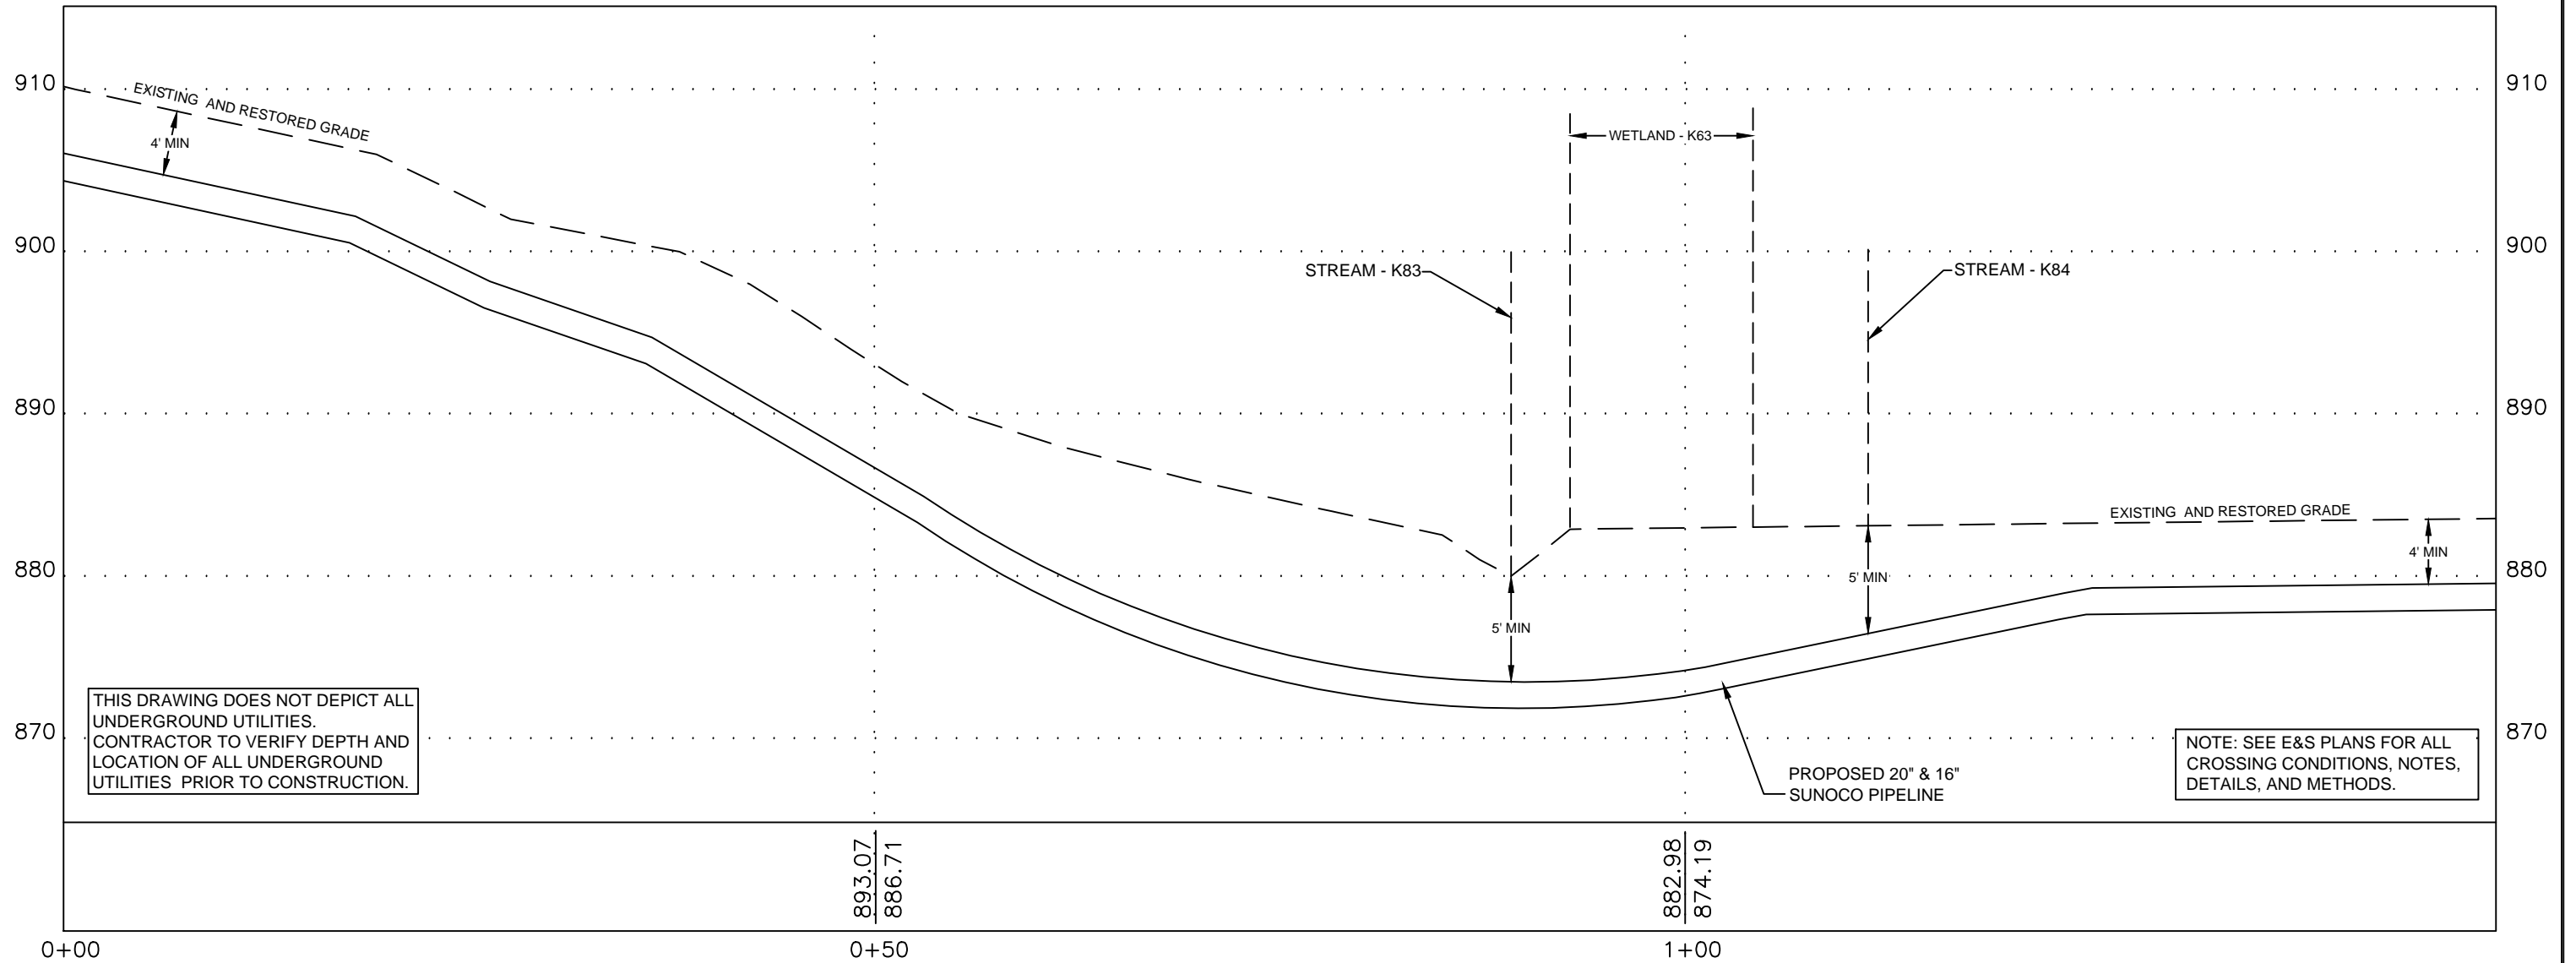 910
910
EXISTING AND RESTORED GRADE
4' MIN
WETLAND - K63
900
900
STREAM - K83
STREAM - K84
890
890
EXISTING AND RESTORED GRADE
4' MIN
880
880
5' MIN
5' MIN
THIS DRAWING DOES NOT DEPICT ALL
UNDERGROUND UTILITIES.
CONTRACTOR TO VERIFY DEPTH AND
LOCATION OF ALL UNDERGROUND
UTILITIES PRIOR TO CONSTRUCTION.
870
870
NOTE: SEE E&S PLANS FOR ALL
CROSSING CONDITIONS, NOTES,
DETAILS, AND METHODS.
PROPOSED 20" & 16"
SUNOCO PIPELINE
893.07
886.71
882.98
874.19
0+00
0+50
1+00